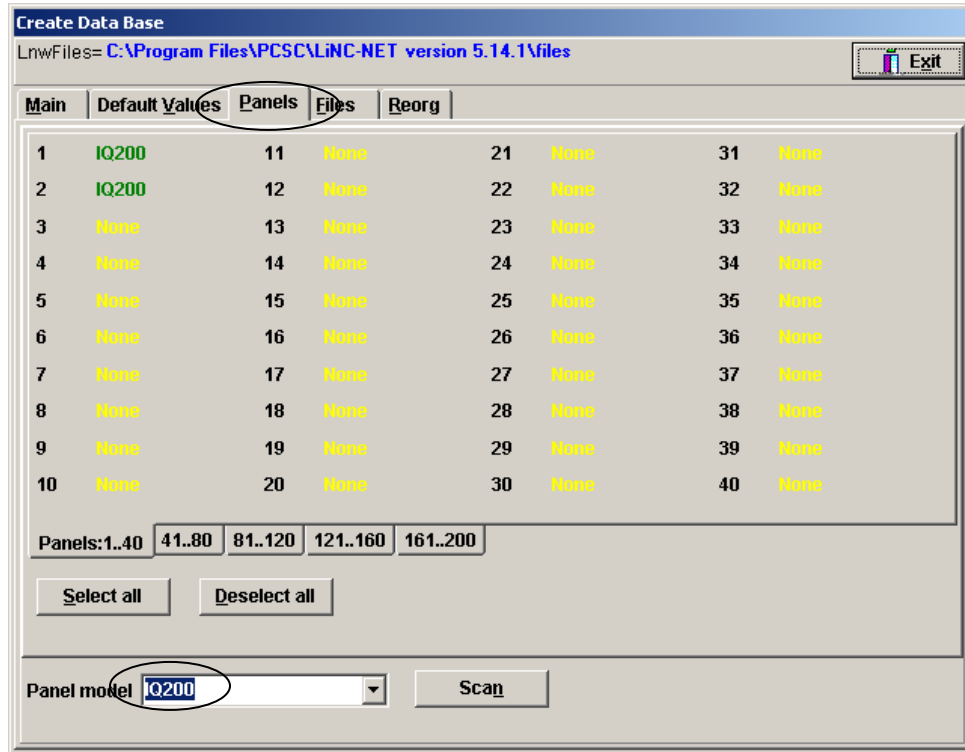 Create Data Base
LnwFiles= C:\Program Files\PCSC\LiNC-NET version 5.14.1\files
Exit
Main Default Values Panels Files Reorg
1 IQ200 11 None 21 None 31 None
2 IQ200 12 None 22 None 32 None
3 None 13 None 23 None 33 None
4 None 14 None 24 None 34 None
5 None 15 None 25 None 35 None
6 None 16 None 26 None 36 None
7 None 17 None 27 None 37 None
8 None 18 None 28 None 38 None
9 None 19 None 29 None 39 None
10 None 20 None 30 None 40 None
Panels:1..40 41..80 81..120 121..160 161..200
Select all Deselect all
Panel model IQ200 Scan